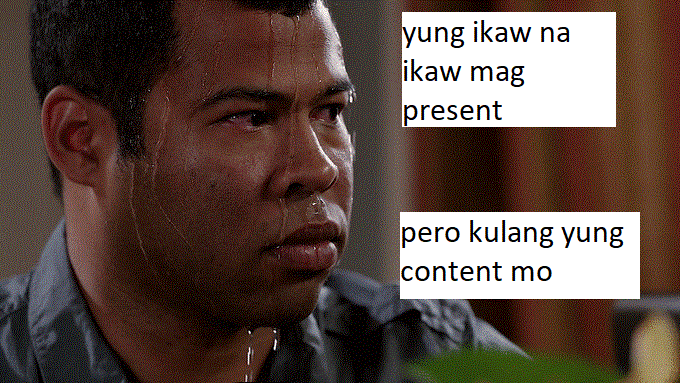 yung ikaw na
ikaw mag
present
pero kulang yung
content mo